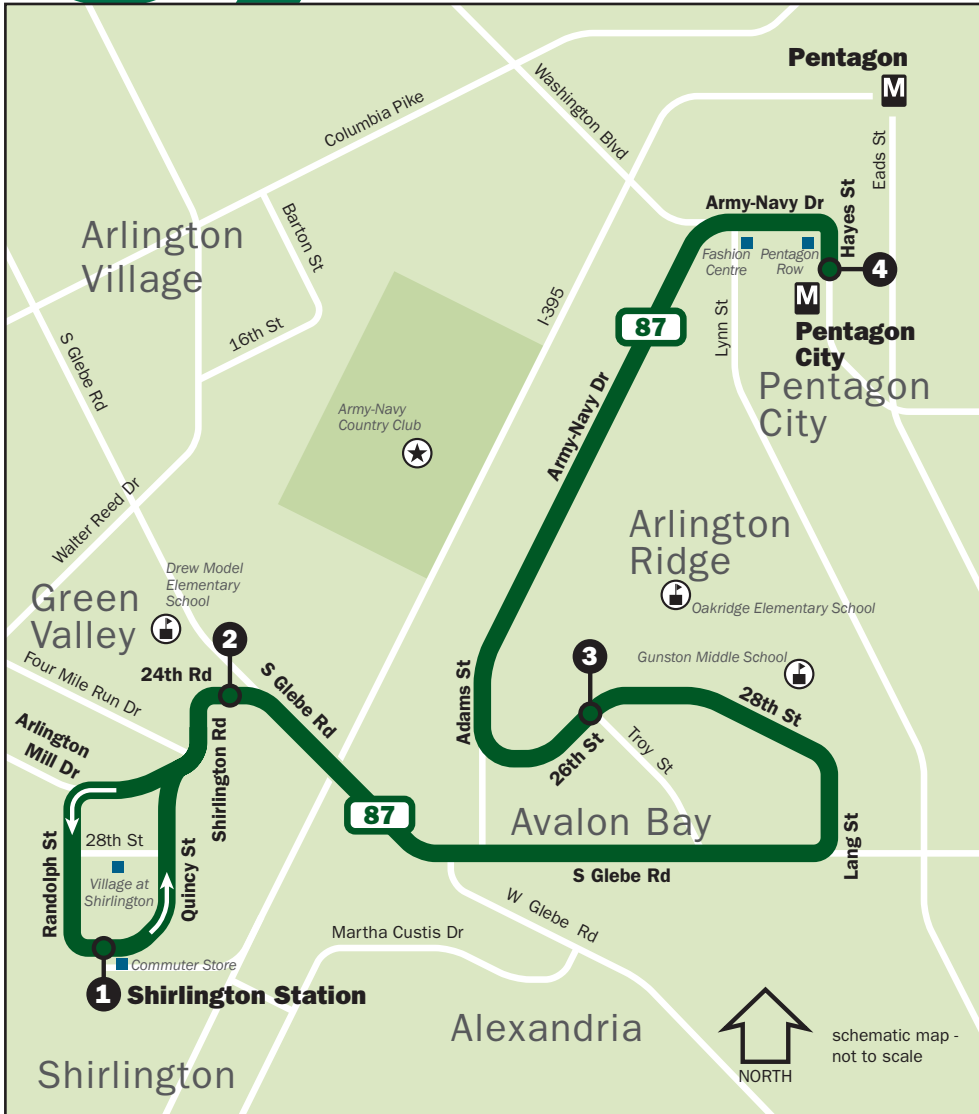 Pentagon
M
Washington Blvd
Columbia Pike
Eads St
Army-Navy Dr
Hayes St
Barton St
Arlington
Village
Fashion
Centre
Pentagon
Row
4
M
I-395
87
Lynn St
Pentagon
City
16th St
S Glebe Rd
Pentagon
City
Army-Navy
Country Club
Army-Navy Dr
Walter Reed Dr
Arlington
Ridge
Drew Model
Elementary
School
Green
Valley
Oakridge Elementary School
2
3
Gunston Middle School
24th Rd
Four Mile Run Dr
S Glebe Rd
Adams St
28th St
Arlington
Mill Dr
Shirlington Rd
26th St
Troy St
87
Avalon Bay
28th St
Randolph St
Quincy St
Lang St
Village at
Shirlington
S Glebe Rd
W Glebe Rd
Martha Custis Dr
Commuter Store
1 Shirlington Station
Alexandria
Shirlington
NORTH
schematic map -
not to scale